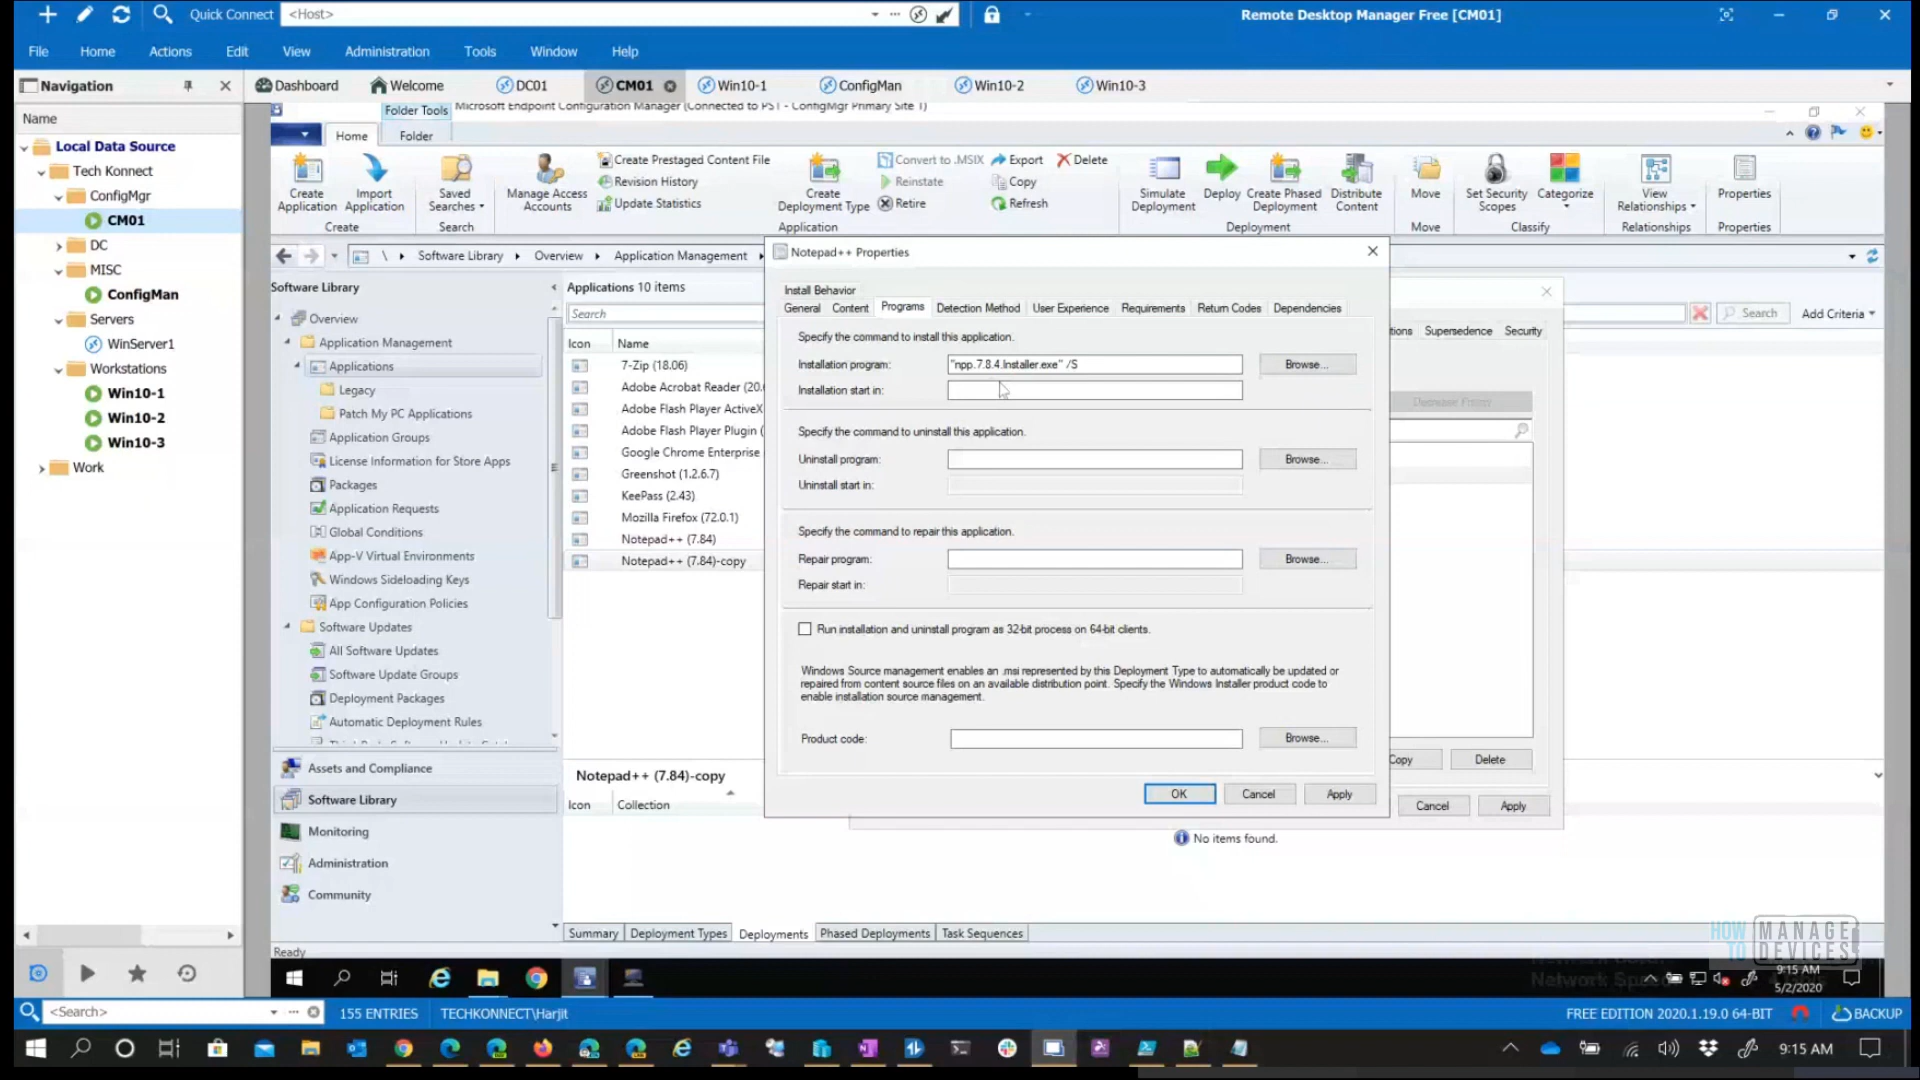 Quick Connect <Host>
Remote Desktop Manager Free [CM01]
File Home Actions Edit View Administration Tools Window Help
Navigation
Dashboard Welcome DC01 CM01 Win10-1 ConfigMan Win10-2 Win10-3
Name
Local Data Source
Tech Konnect
ConfigMgr
CM01
DC
MISC
ConfigMan
Servers
WinServer1
Workstations
Win10-1
Win10-2
Win10-3
Work
Folder Tools
Microsoft Endpoint Configuration Manager (Connected to PS1 - ConfigMgr Primary Site 1)
Home Folder
Create Application
Import Application
Create
Saved Searches
Search
Manage Access Accounts
Create Prestaged Content File
Revision History
Update Statistics
Create Deployment Type
Convert to .MSIX
Reinstate
Retire
Export
Copy
Refresh
Delete
Application
Simulate Deployment
Deploy
Create Phased Deployment
Distribute Content
Deployment
Move
Move
Set Security Scopes
Categorize
Classify
View Relationships
Relationships
Properties
Properties
\ Software Library Overview Application Management
Software Library
Overview
Application Management
Applications
Legacy
Patch My PC Applications
Application Groups
License Information for Store Apps
Packages
Application Requests
Global Conditions
App-V Virtual Environments
Windows Sideloading Keys
App Configuration Policies
Software Updates
All Software Updates
Software Update Groups
Deployment Packages
Automatic Deployment Rules
Assets and Compliance
Software Library
Monitoring
Administration
Community
Ready
Applications 10 items
Search
Icon Name
7-Zip (18.06)
Adobe Acrobat Reader (20.0
Adobe Flash Player ActiveX
Adobe Flash Player Plugin (
Google Chrome Enterprise
Greenshot (1.2.6.7)
KeePass (2.43)
Mozilla Firefox (72.0.1)
Notepad++ (7.84)
Notepad++ (7.84)-copy
Notepad++ (7.84)-copy
Icon Collection
No items found.
Summary Deployment Types Deployments Phased Deployments Task Sequences
Notepad++ Properties
Install Behavior
General Content Programs Detection Method User Experience Requirements Return Codes Dependencies
Specify the command to install this application.
Installation program: "npp.7.8.4.Installer.exe" /S Browse...
Installation start in:
Specify the command to uninstall this application.
Uninstall program: Browse...
Uninstall start in:
Specify the command to repair this application.
Repair program: Browse...
Repair start in:
Run installation and uninstall program as 32-bit process on 64-bit clients.
Windows Source management enables an .msi represented by this Deployment Type to automatically be updated or
repaired from content source files on an available distribution point. Specify the Windows Installer product code to
enable installation source management.
Product code: Browse...
OK Cancel Apply
Search Add Criteria
tions Supersedence Security
Decrease Priority
Copy Delete
Cancel Apply
HOW TO MANAGE DEVICES
Network Spe
9:15 AM
5/2/2020
<Search> 155 ENTRIES TECHKONNECT\Harjit
FREE EDITION 2020.1.19.0 64-BIT BACKUP
9:15 AM